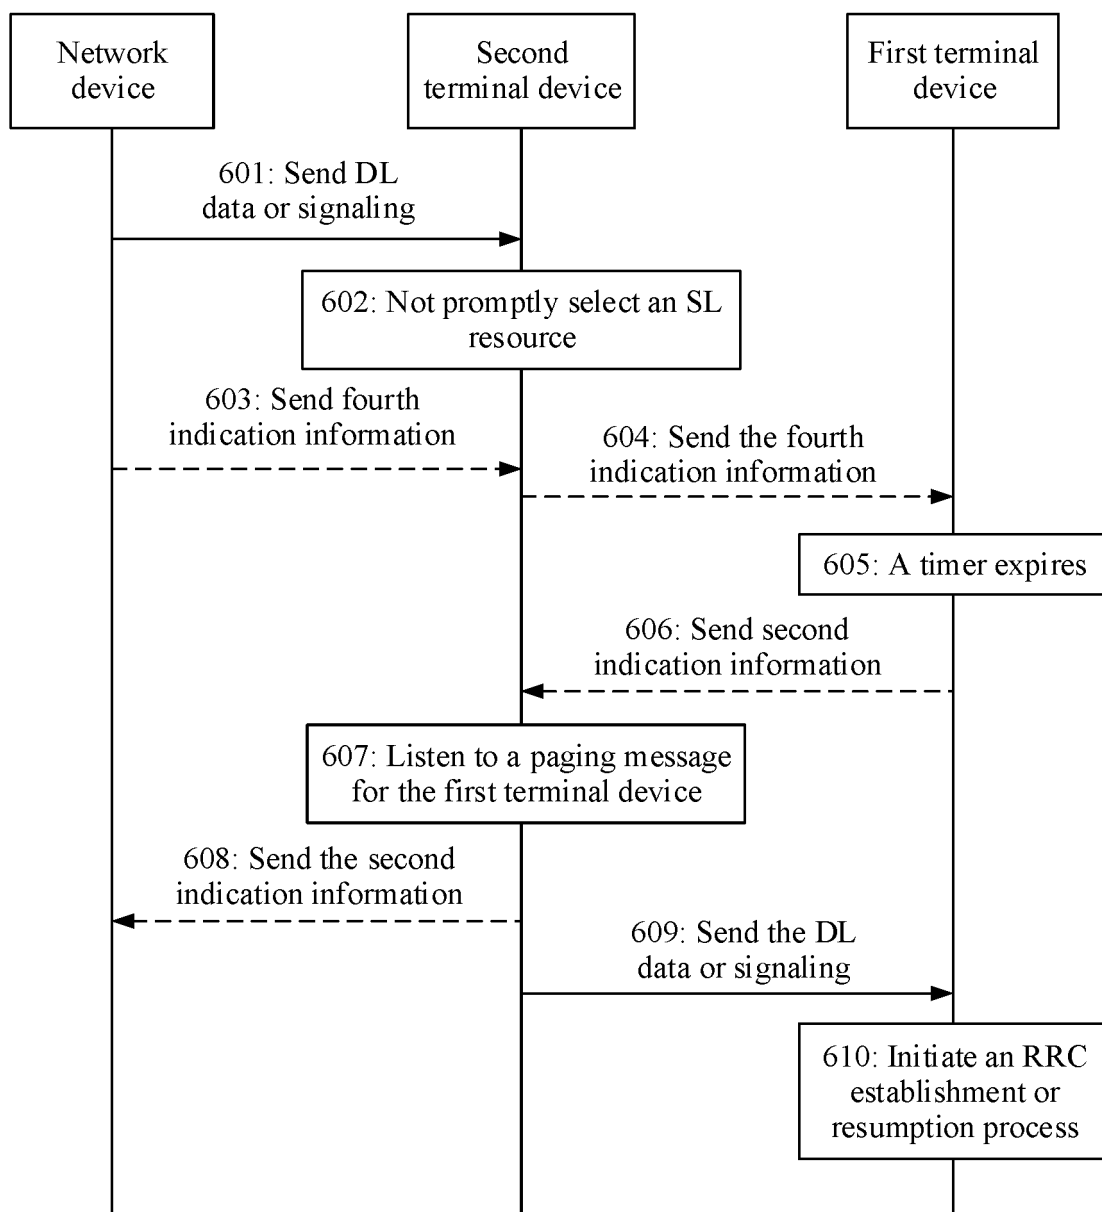 Network
device
Second
terminal device
First terminal
device
601: Send DL
data or signaling
602: Not promptly select an SL
resource
603: Send fourth
indication information
604: Send the fourth
indication information
605: A timer expires
606: Send second
indication information
607: Listen to a paging message
for the first terminal device
608: Send the second
indication information
609: Send the DL
data or signaling
610: Initiate an RRC
establishment or
resumption process